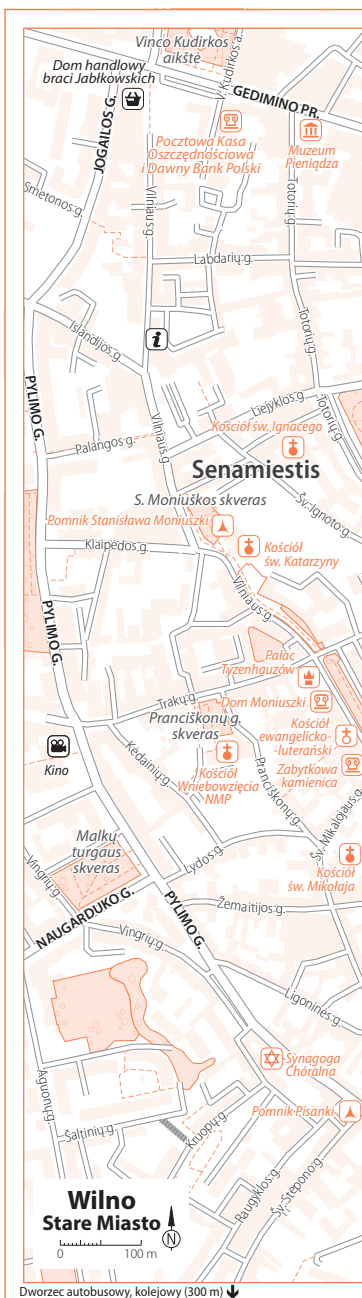 Vinco Kudirkos
aikštė
V. Kudirkos a.
Dom handlowy
braci Jabłkowskich
GEDIMINO PR.
JOGAILOS G.
Pocztowa Kasa
Oszczędnościowa
i Dawny Bank Polski
Muzeum
Pieniądza
Smetonos g.
Vilniaus g.
Totorių g.
Labdarių g.
Islandijos g.
Totorių g.
PYLIMO G.
Liejyklos g.
Totorių g.
Vilniaus g.
Palangos g.
Kościół św. Ignacego
Senamiestis
S. Moniuškos skveras
Šv. Ignoto g.
Pomnik Stanisława Moniuszki
Klaipėdos g.
Kościół
św. Katarzyny
Vilniaus g.
PYLIMO G.
Pałac
Tyzenhauzów
Trakų g.
Dom Moniuszki
Pranciškonų g.
skveras
Kościół
ewangelicko-
-luterański
Kino
Kėdainių g.
Kościół
Wniebowzięcia
NMP
Pranciškonų g.
Zabytkowa
kamienica
Šv. Mikalojaus g.
Malkų
turgaus
skveras
Lydos g.
Kościół
św. Mikołaja
Vingrių g.
NAUGARDUKO G.
PYLIMO G.
Žemaitijos g.
Vingrių g.
Ligoninės g.
Synagoga
Chóralna
Aguonų g.
Pomnik Pisanki
Šaltinių g.
Kruopų g.
Raugyklos g.
Šv. Stepono g.
Wilno
Stare Miasto
N
0 100 m
Dworzec autobusowy, kolejowy (300 m)